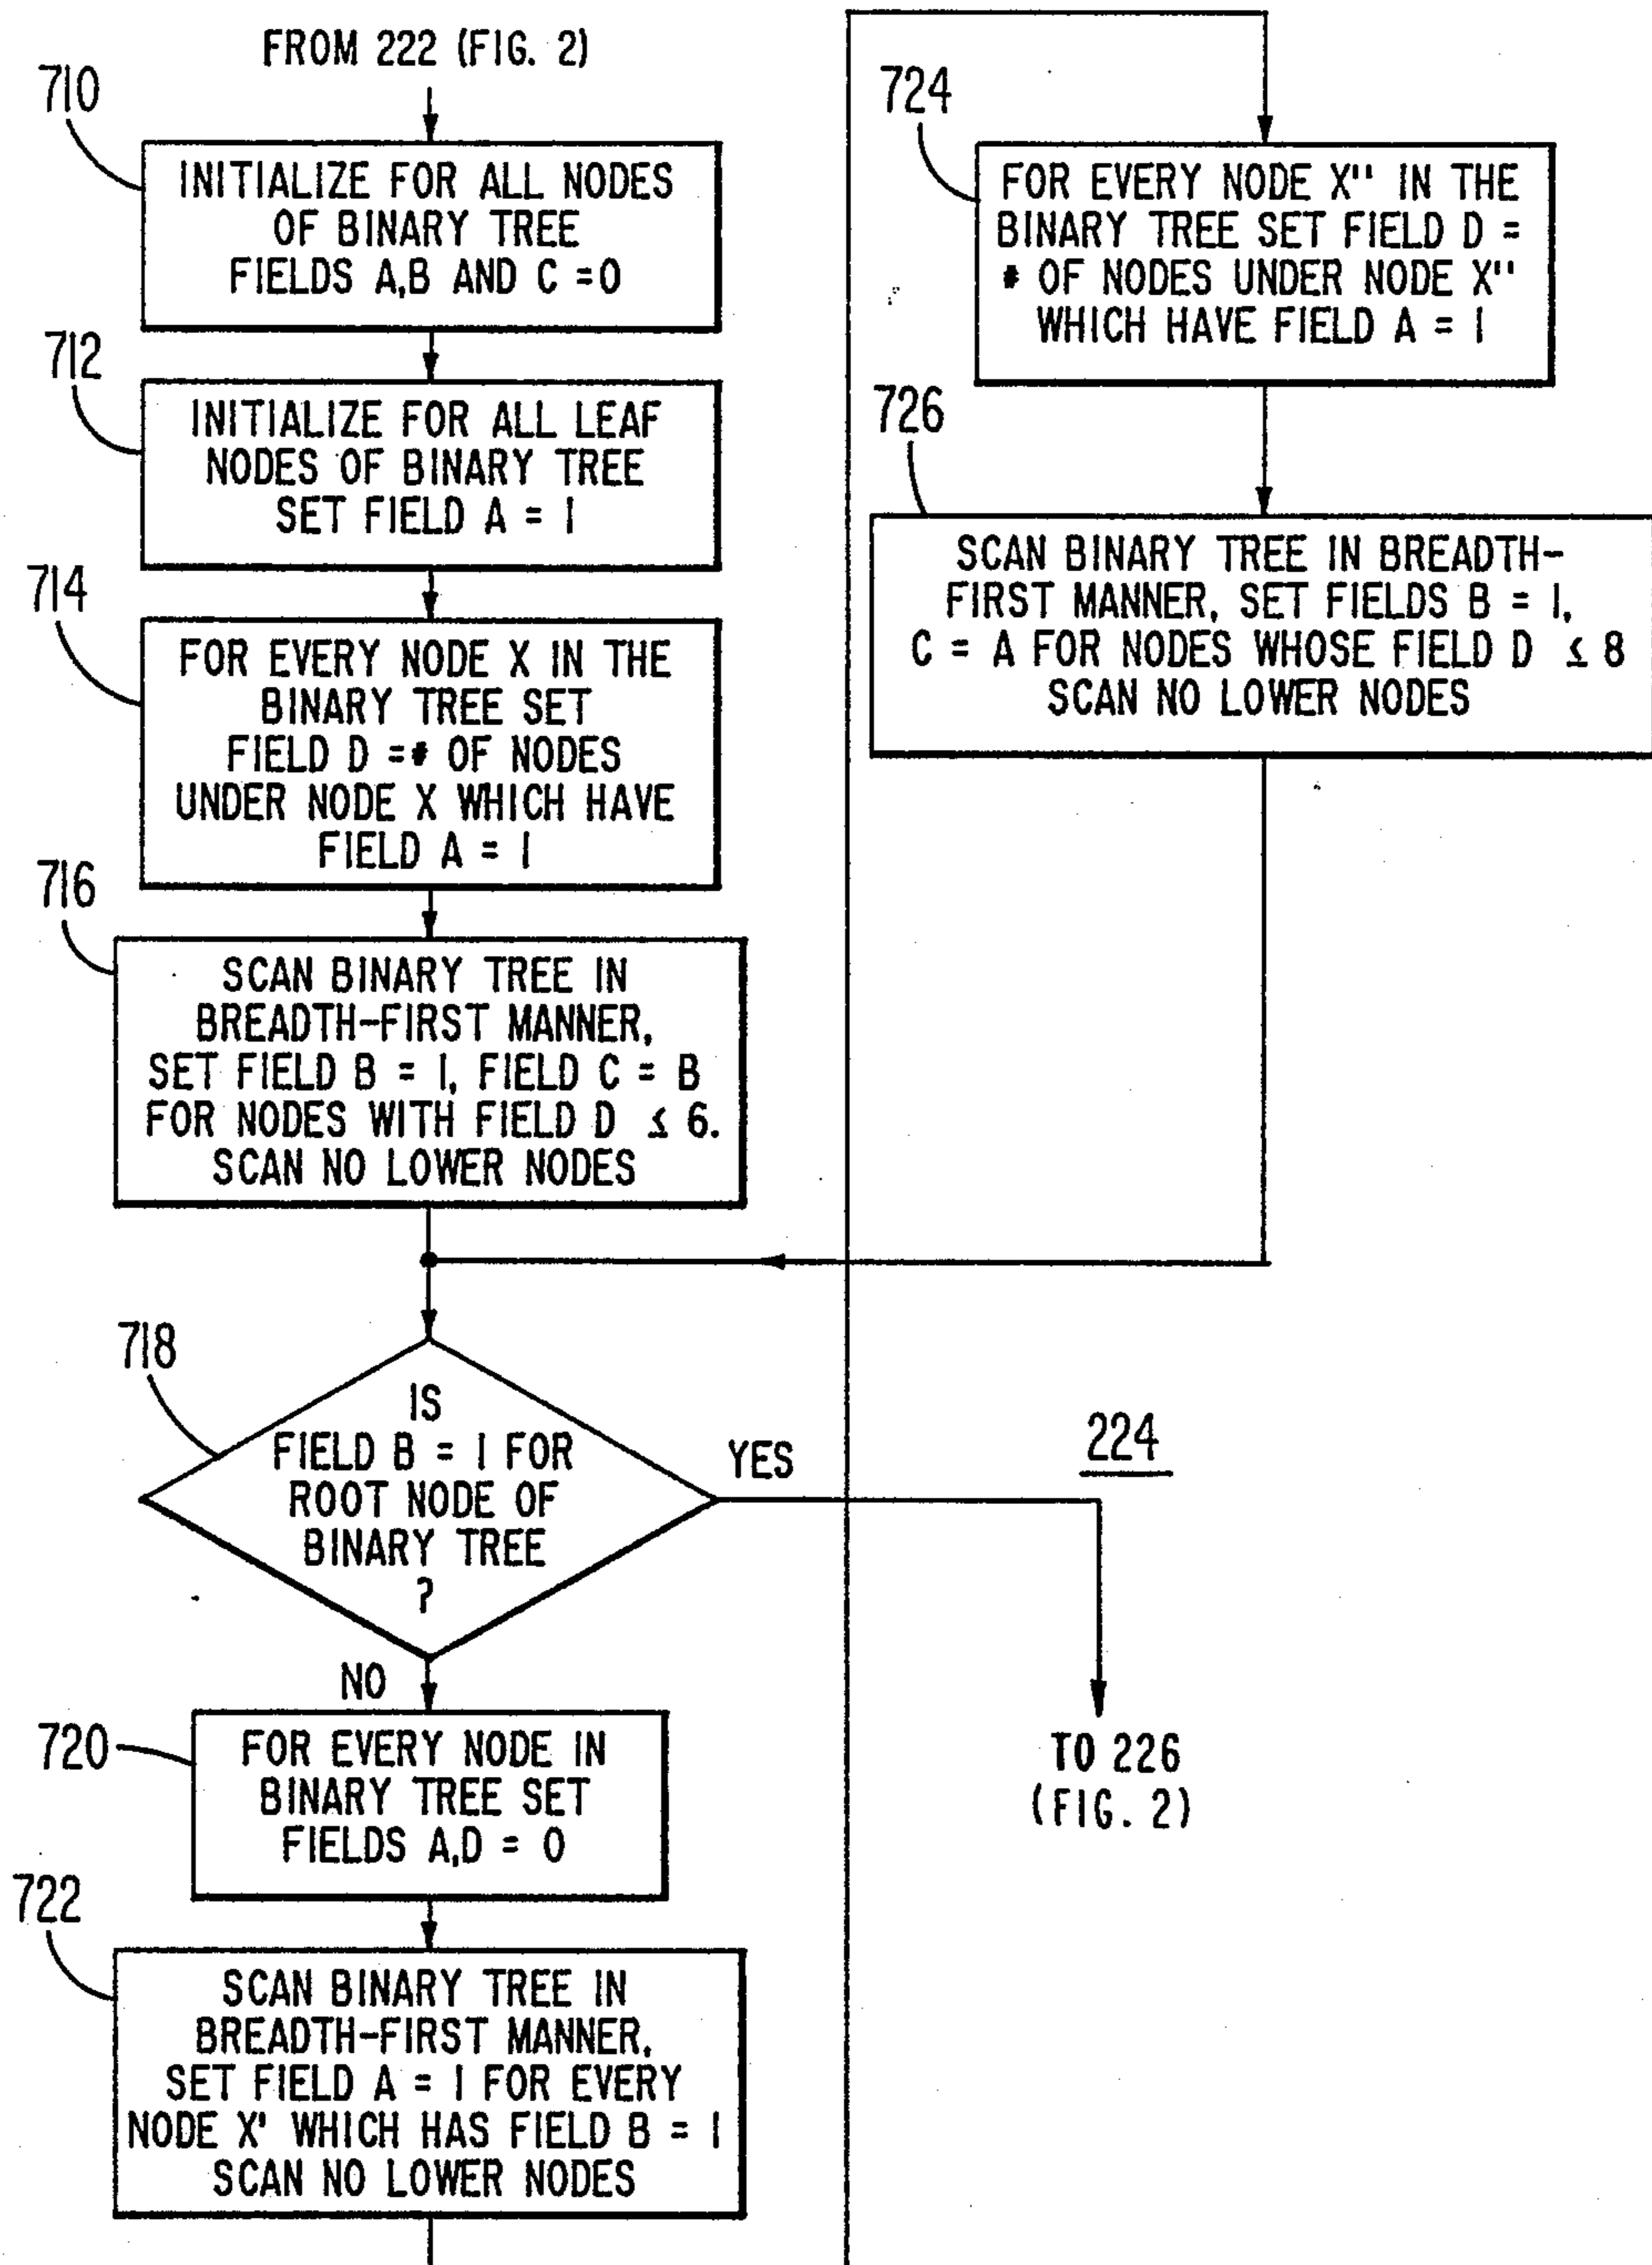 FROM 222 (FIG. 2)
710
INITIALIZE FOR ALL NODES
OF BINARY TREE
FIELDS A,B AND C =0
712
INITIALIZE FOR ALL LEAF
NODES OF BINARY TREE
SET FIELD A = 1
714
FOR EVERY NODE X IN THE
BINARY TREE SET
FIELD D =# OF NODES
UNDER NODE X WHICH HAVE
FIELD A = 1
716
SCAN BINARY TREE IN
BREADTH-FIRST MANNER,
SET FIELD B = 1, FIELD C = B
FOR NODES WITH FIELD D ≤ 6.
SCAN NO LOWER NODES
718
IS
FIELD B = 1 FOR
ROOT NODE OF
BINARY TREE
?
YES
NO
720
FOR EVERY NODE IN
BINARY TREE SET
FIELDS A,D = 0
722
SCAN BINARY TREE IN
BREADTH-FIRST MANNER,
SET FIELD A = 1 FOR EVERY
NODE X' WHICH HAS FIELD B = 1
SCAN NO LOWER NODES
724
FOR EVERY NODE X" IN THE
BINARY TREE SET FIELD D =
# OF NODES UNDER NODE X"
WHICH HAVE FIELD A = 1
726
SCAN BINARY TREE IN BREADTH-
FIRST MANNER, SET FIELDS B = 1,
C = A FOR NODES WHOSE FIELD D ≤ 8
SCAN NO LOWER NODES
224
TO 226
(FIG. 2)